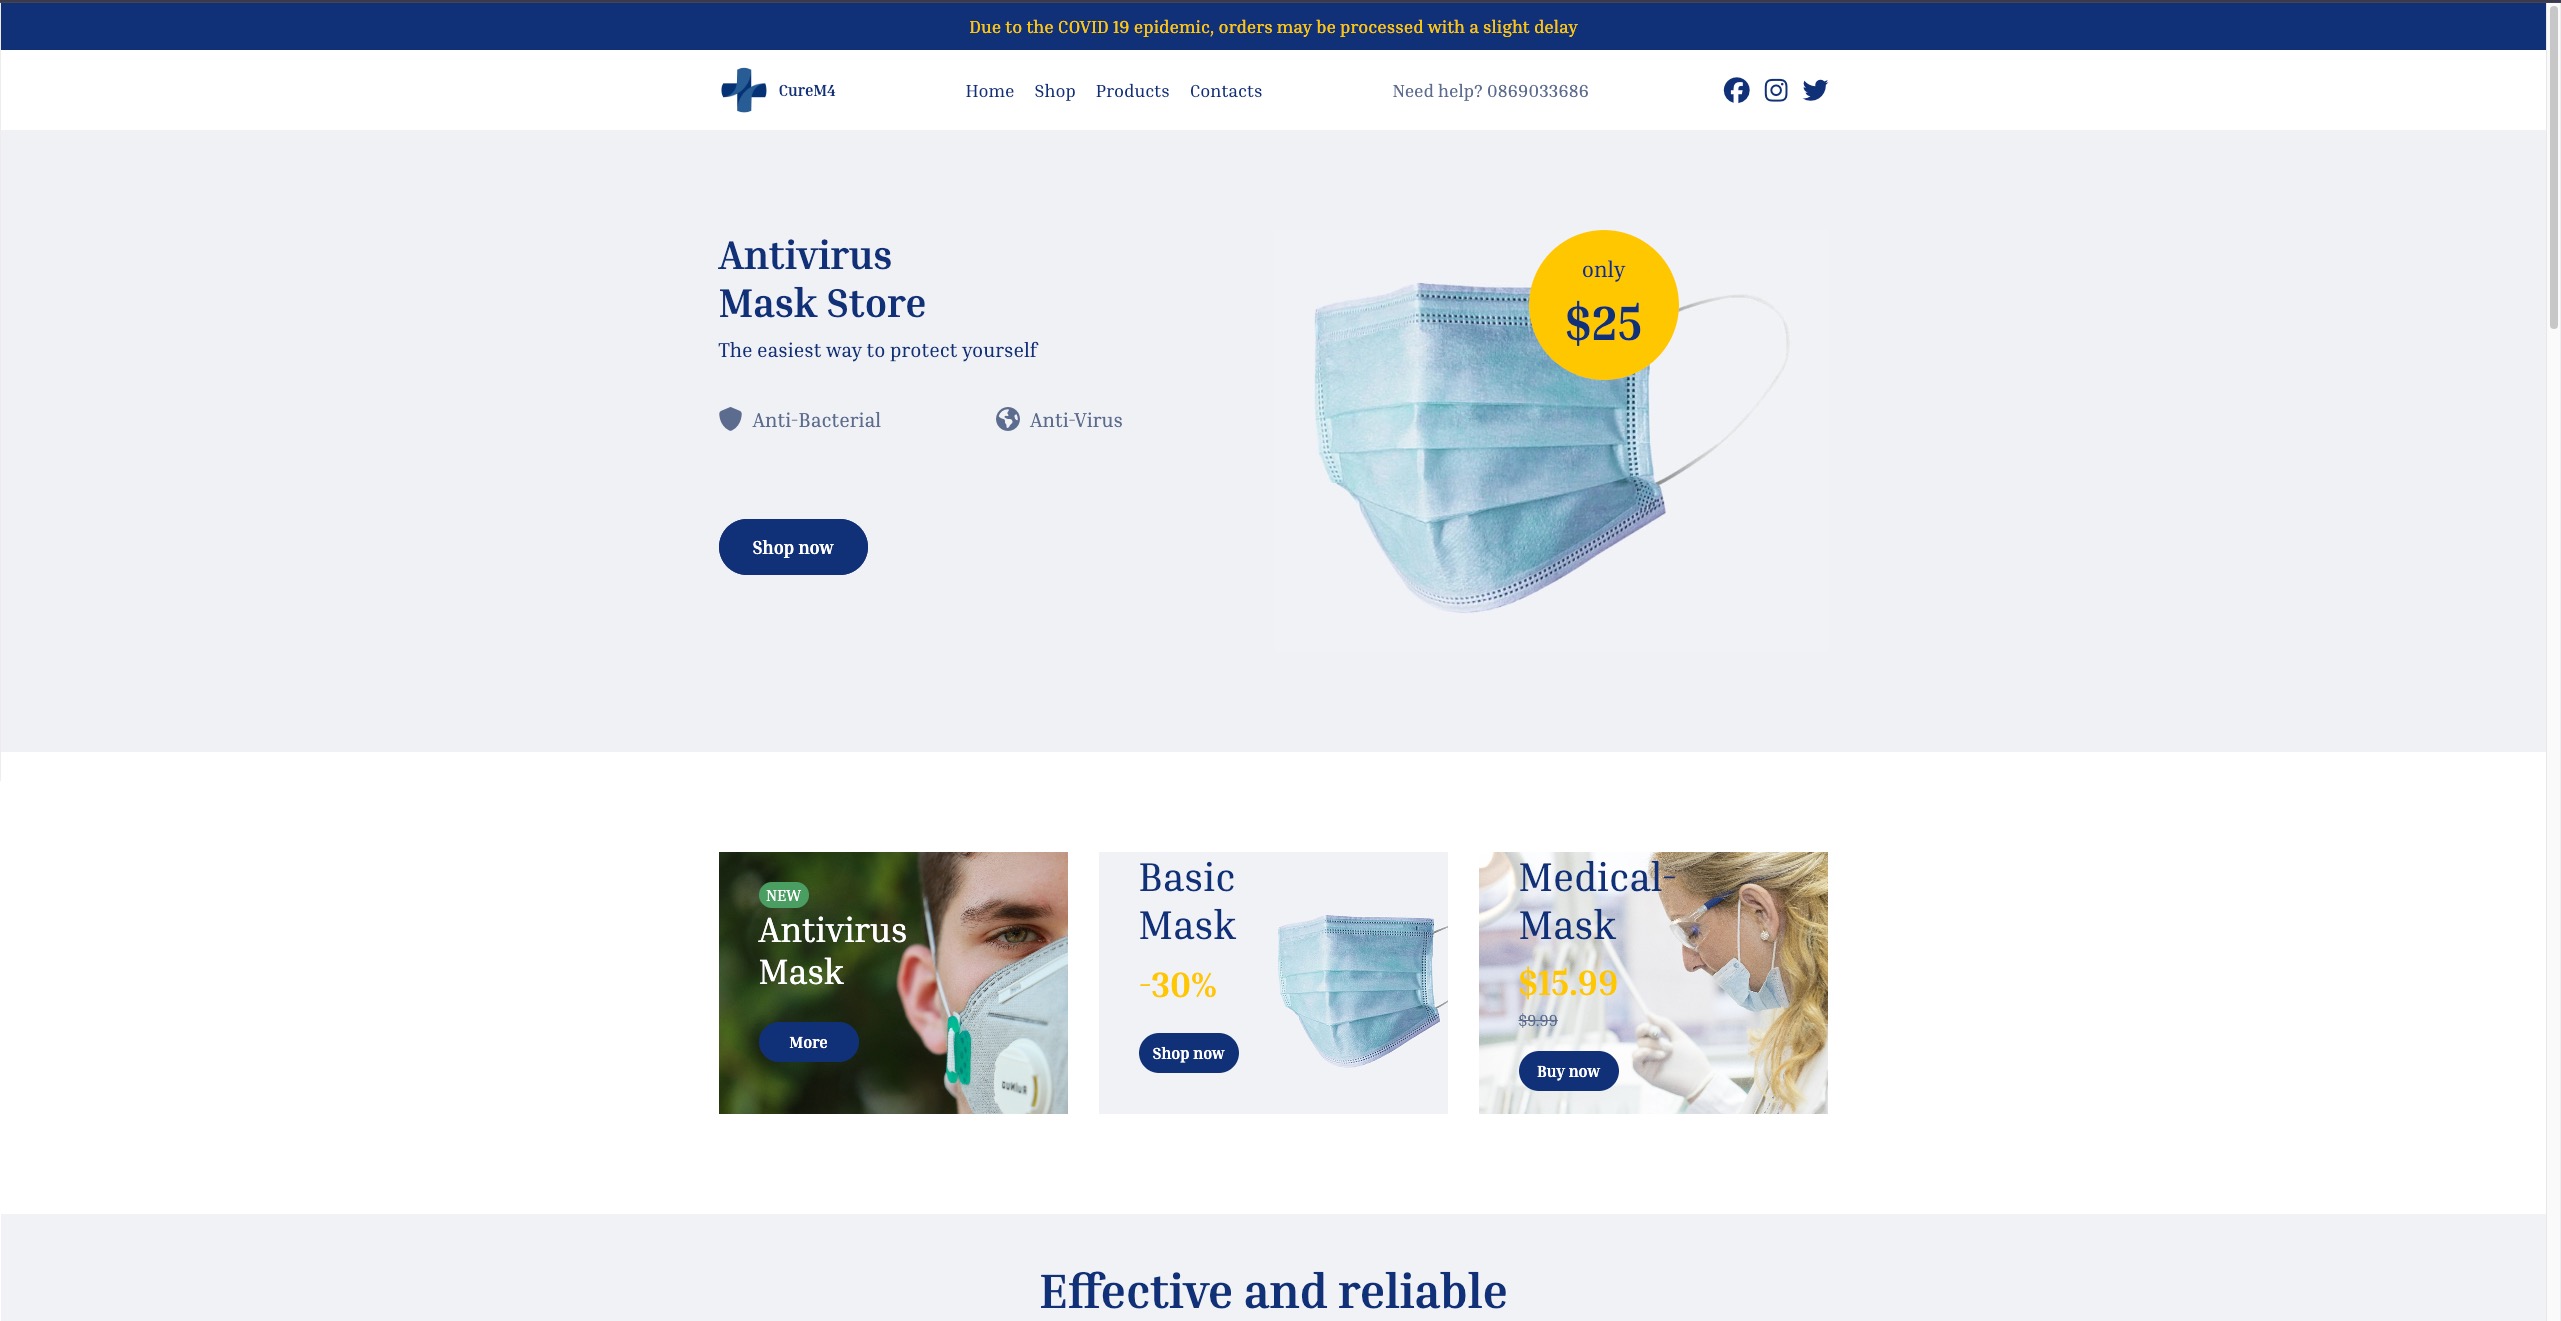 Due to the COVID 19 epidemic, orders may be processed with a slight delay
CureM4
Home Shop Products Contacts
Need help? 0869033686
Antivirus
Mask Store
The easiest way to protect yourself
Anti-Bacterial
Anti-Virus
Shop now
only
$25
NEW
Antivirus
Mask
More
Basic
Mask
-30%
Shop now
Medical-
Mask
$15.99
$9.99
Buy now
Effective and reliable